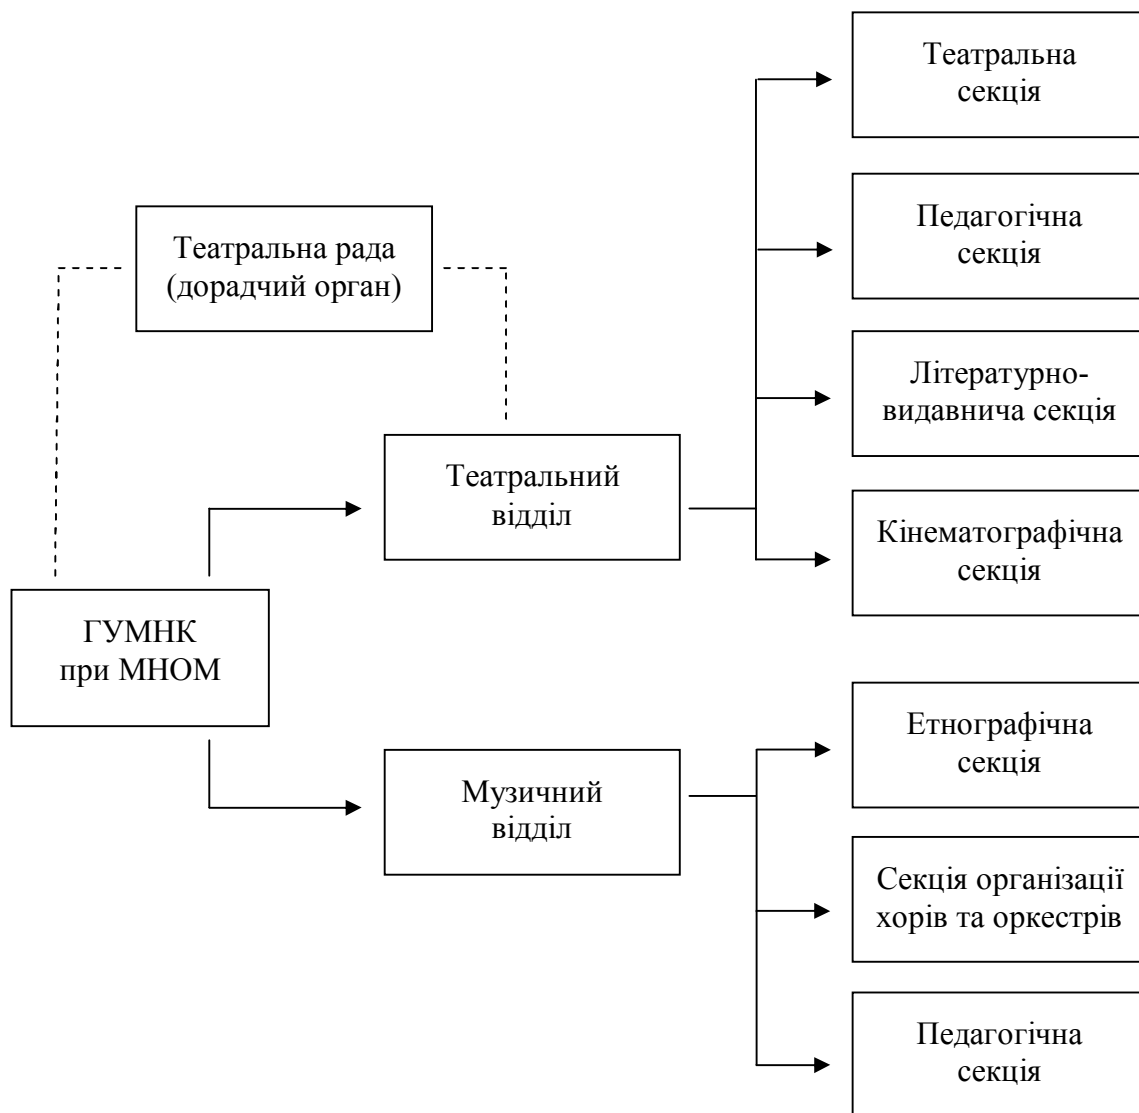 Театральна
секція
Педагогічна
секція
Театральна рада
(дорадчий орган)
Літературно-
видавнича секція
Театральний
відділ
Кінематографічна
секція
ГУМНК
при МНОМ
Етнографічна
секція
Музичний
відділ
Секція організації
хорів та оркестрів
Педагогічна
секція